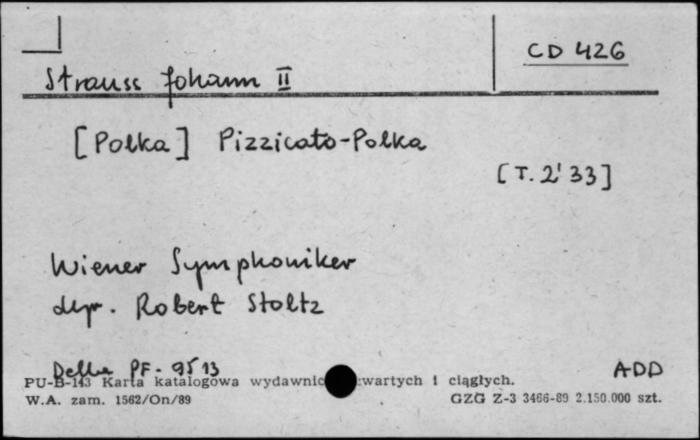 CD 426
Strauss Johann II
[Polka] Pizzicato-Polka
[T. 2'33]
Wiener Symphoniker
dyr. Robert Stoltz
Delta PF-9513
ADD
PU-B-143 Karta katalogowa wydawnic wartych i ciągłych.
W.A. zam. 1562/On/89
GZG Z-3 3466-89 2.150.000 szt.